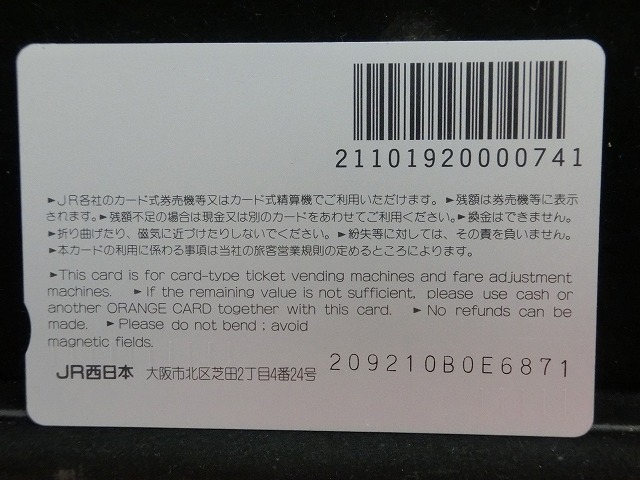 21101920000741
►JR各社のカード式券売機等又はカード式精算機でご利用いただけます。►残額は券売機等に表示
されます。►残額不足の場合は現金又は別のカードをあわせてご利用ください。►換金はできません。
►折り曲げたり、磁気に近づけたりしないでください。►紛失等に対しては、その責を負いません。
►本カードの利用に係わる事項は当社の旅客営業規則の定めるところによります。
►This card is for card-type ticket vending machines and fare adjustment
machines. ►If the remaining value is not sufficient, please use cash or
another ORANGE CARD together with this card. ►No refunds can be
made. ►Please do not bend; avoid
magnetic fields.
JR西日本 大阪市北区芝田2丁目4番24号 209210B0E6871